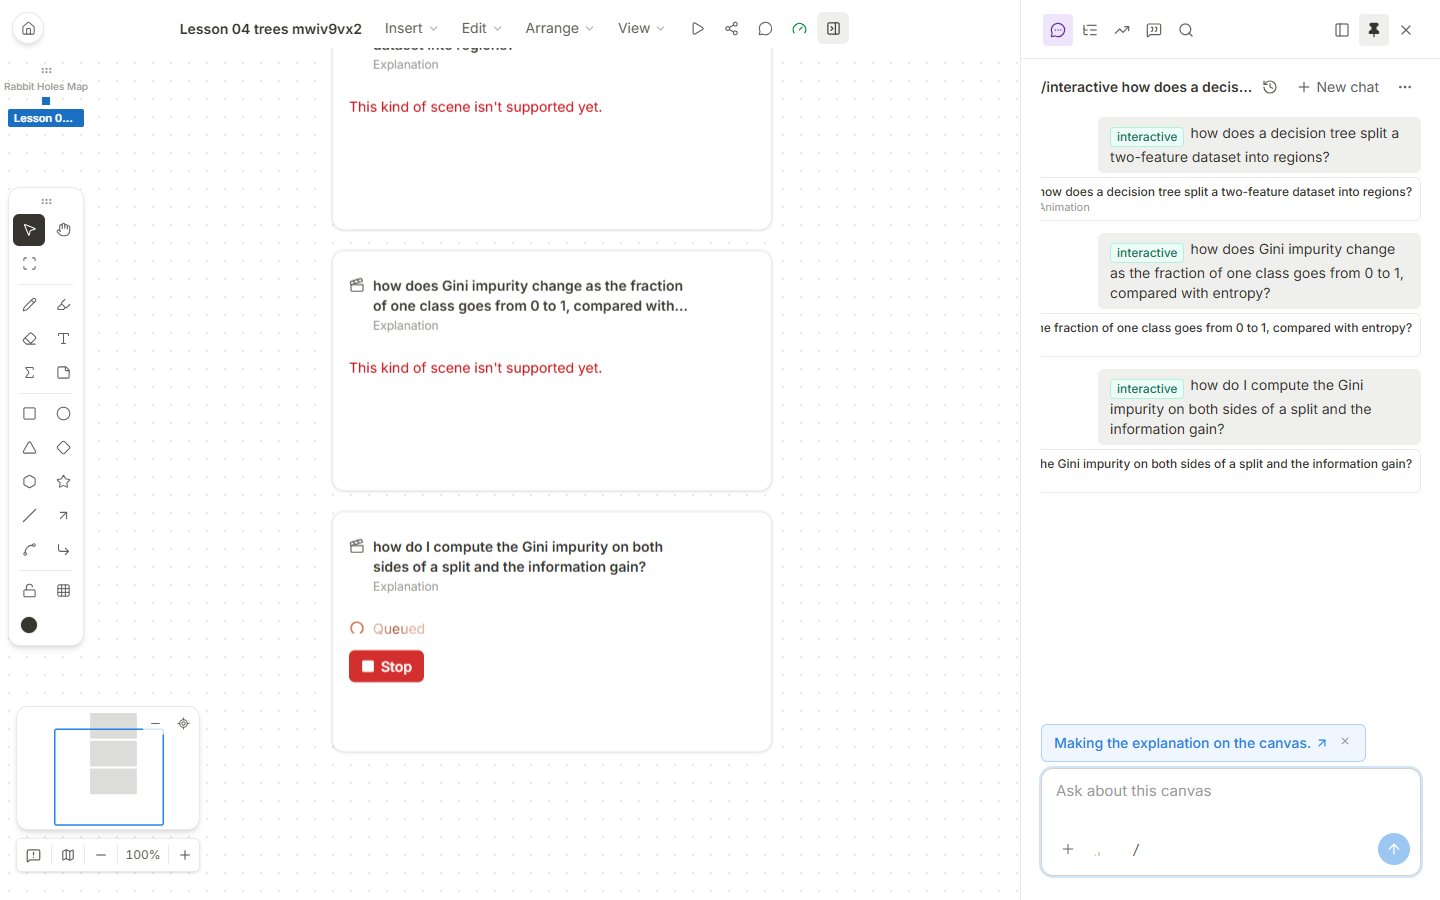 Lesson 04 trees mwiv9vx2
Insert
Edit
Arrange
View
Rabbit Holes Map
Lesson 0...
dataset into regions?
Explanation
This kind of scene isn't supported yet.
how does Gini impurity change as the fraction
of one class goes from 0 to 1, compared with...
Explanation
This kind of scene isn't supported yet.
how do I compute the Gini impurity on both
sides of a split and the information gain?
Explanation
Queued
Stop
100%
/interactive how does a decis...
New chat
interactive how does a decision tree split a
two-feature dataset into regions?
how does a decision tree split a two-feature dataset into regions?
Animation
interactive how does Gini impurity change
as the fraction of one class goes from 0 to 1,
compared with entropy?
he fraction of one class goes from 0 to 1, compared with entropy?
interactive how do I compute the Gini
impurity on both sides of a split and the
information gain?
he Gini impurity on both sides of a split and the information gain?
Making the explanation on the canvas.
Ask about this canvas
/